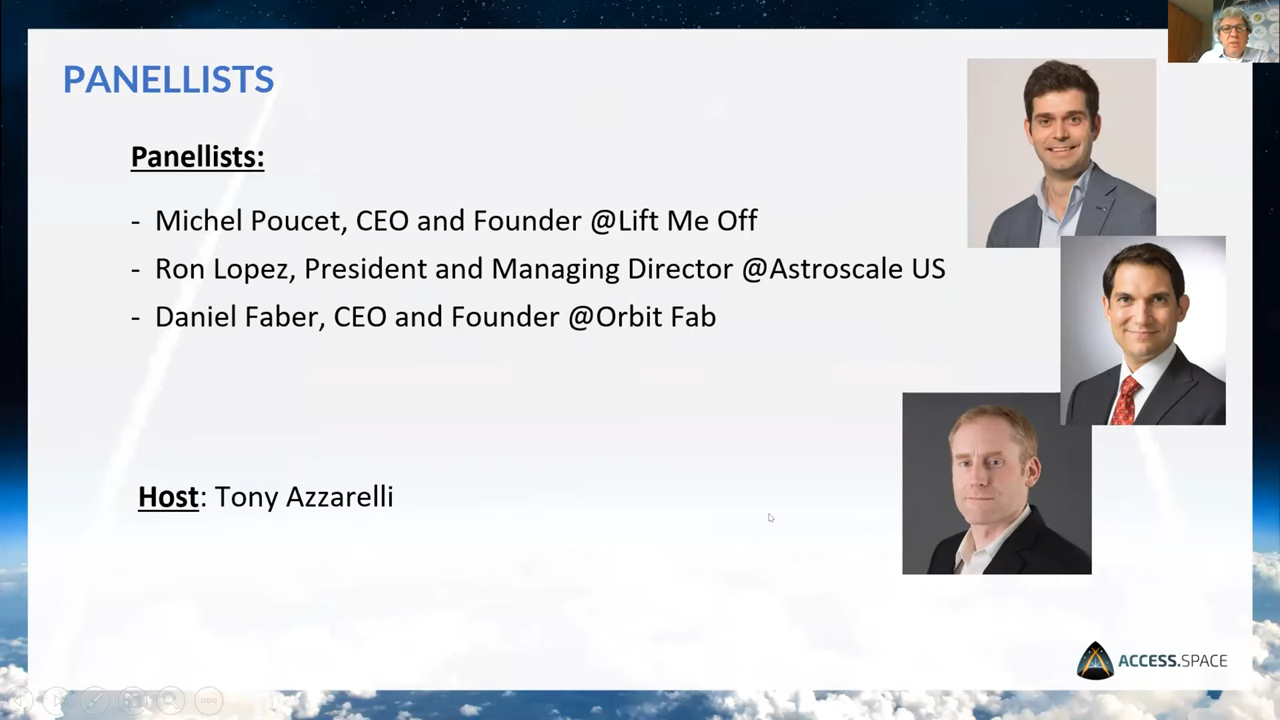 PANELLISTS
Panellists:
- Michel Poucet, CEO and Founder @Lift Me Off
- Ron Lopez, President and Managing Director @Astroscale US
- Daniel Faber, CEO and Founder @Orbit Fab
Host: Tony Azzarelli
ACCESS.SPACE